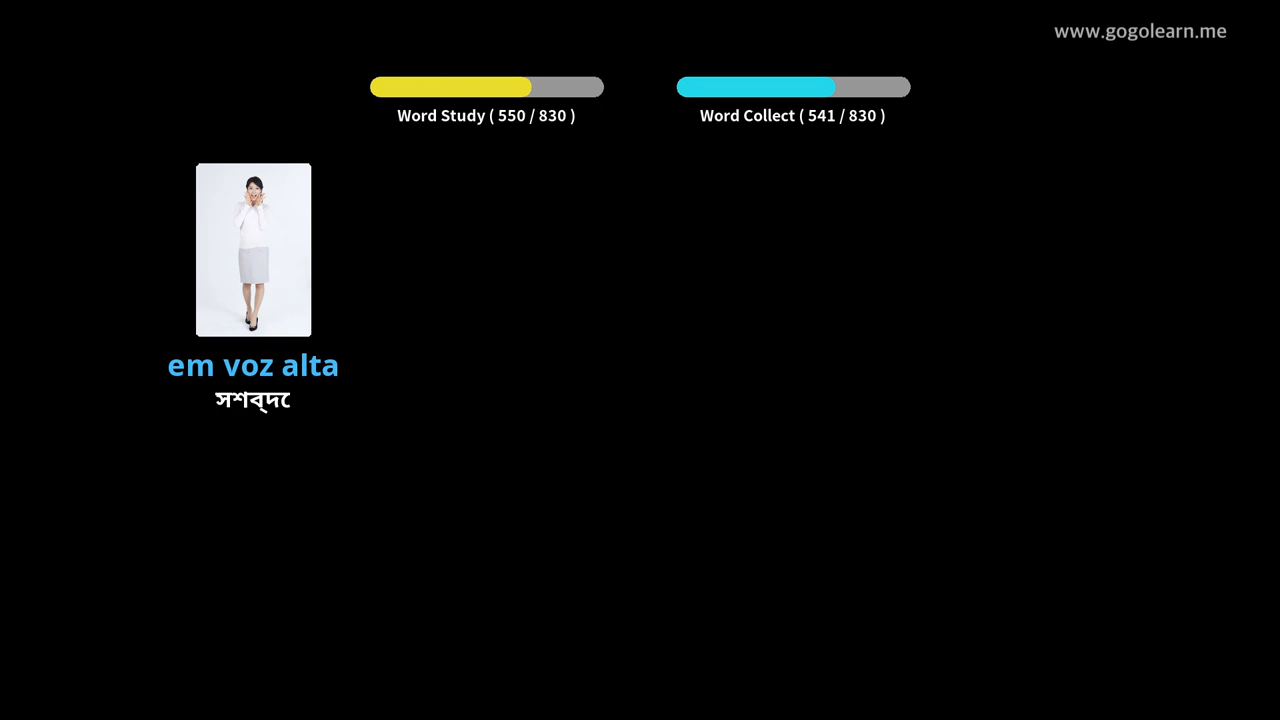 www.gogolearn.me
Word Study ( 550 / 830 )
Word Collect ( 541 / 830 )
em voz alta
সশব্দে